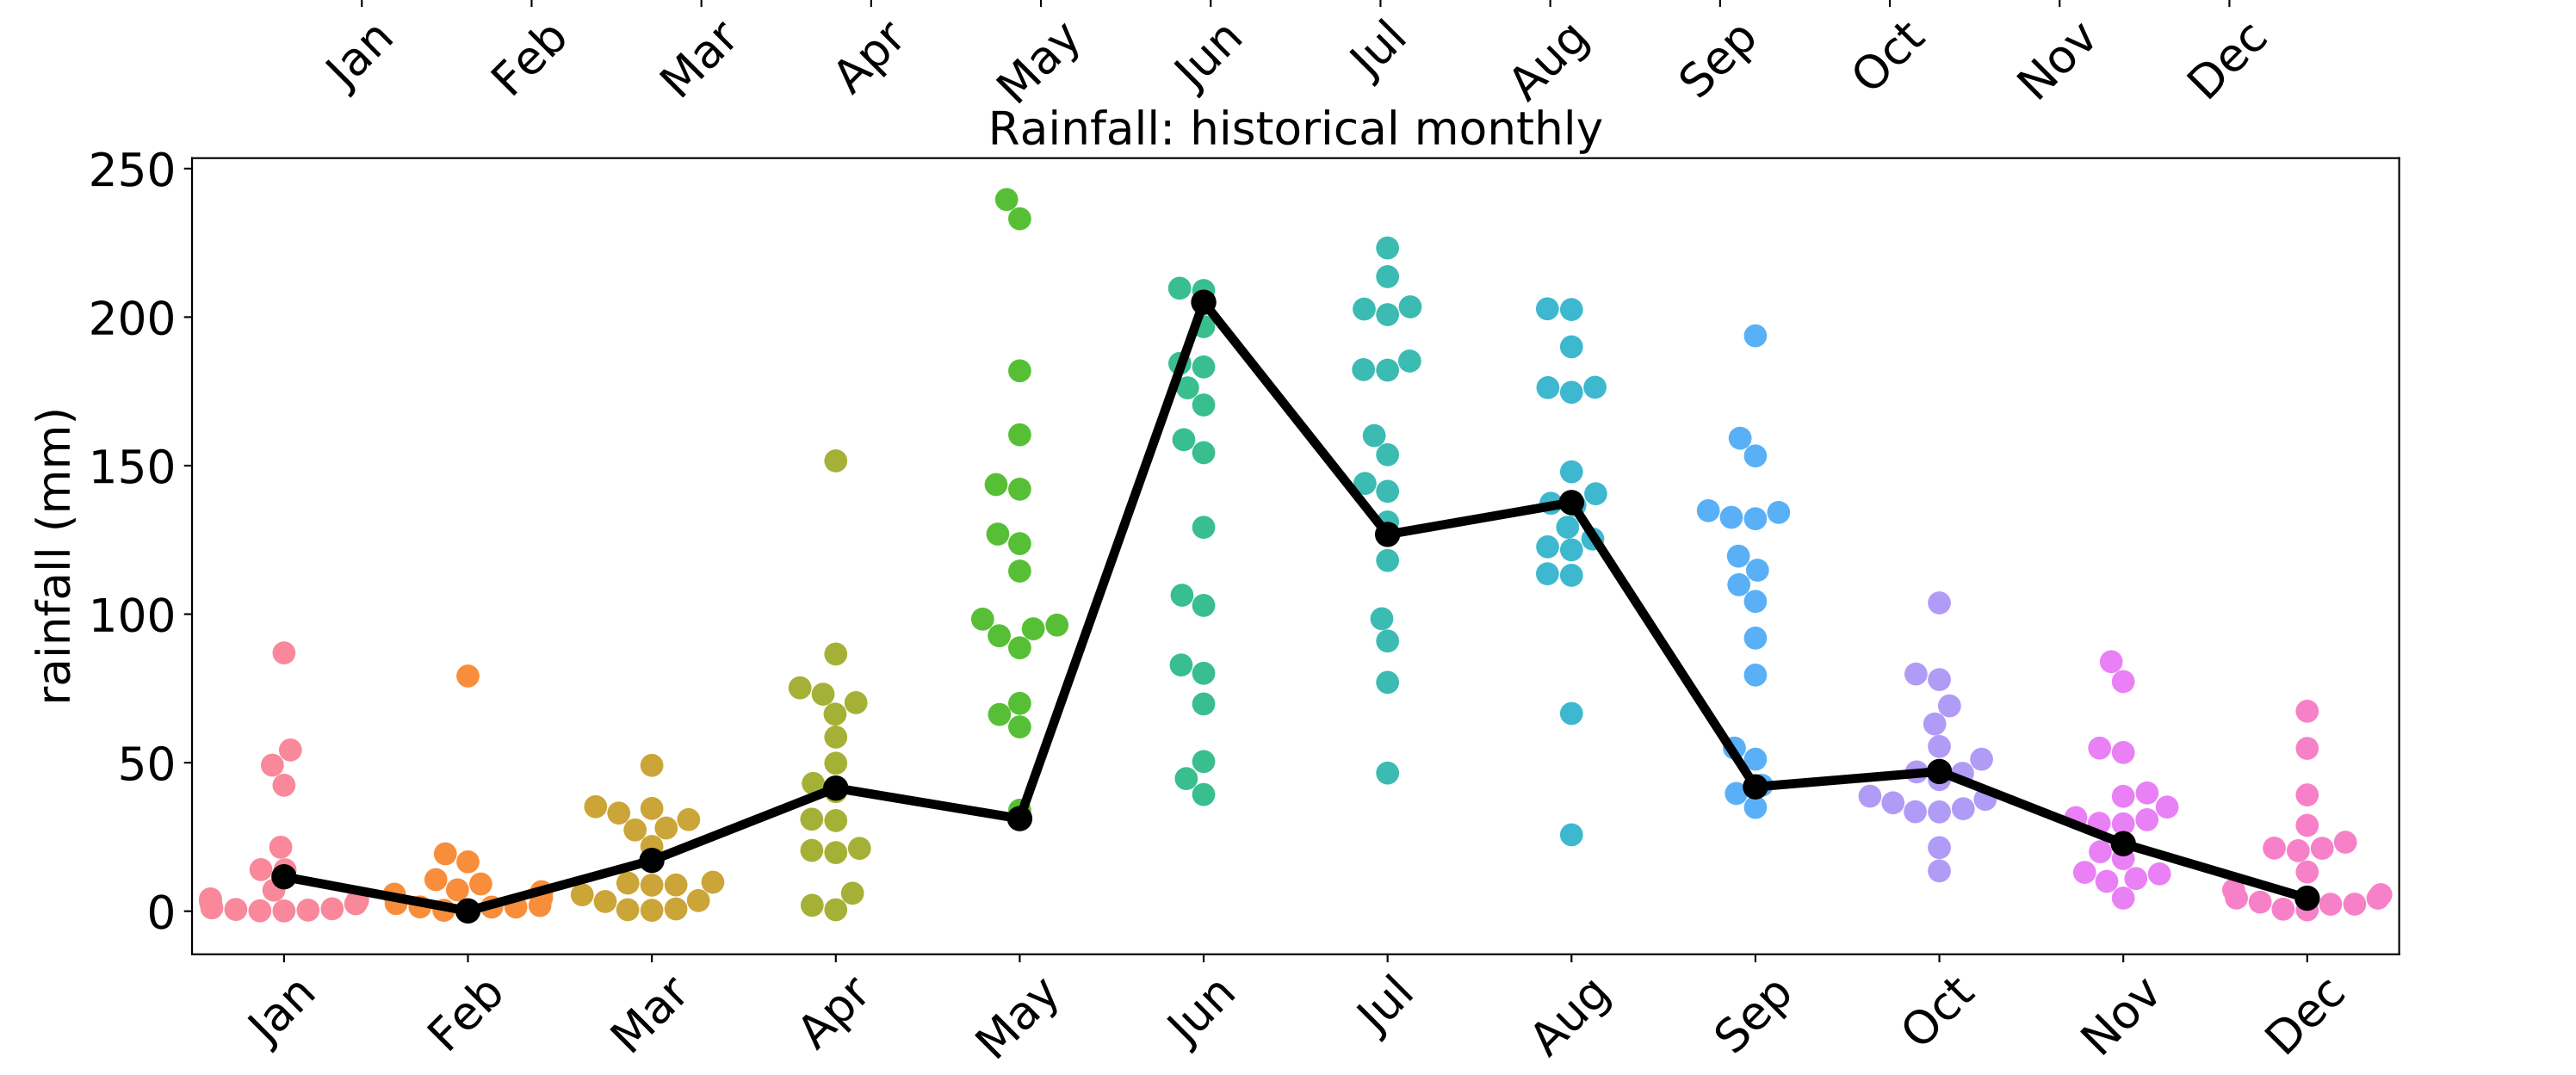 Jan Feb Mar Apr May Jun Jul Aug Sep Oct Nov Dec
Rainfall: historical monthly
250
200
150
100
50
0
rainfall (mm)
Jan Feb Mar Apr May Jun Jul Aug Sep Oct Nov Dec